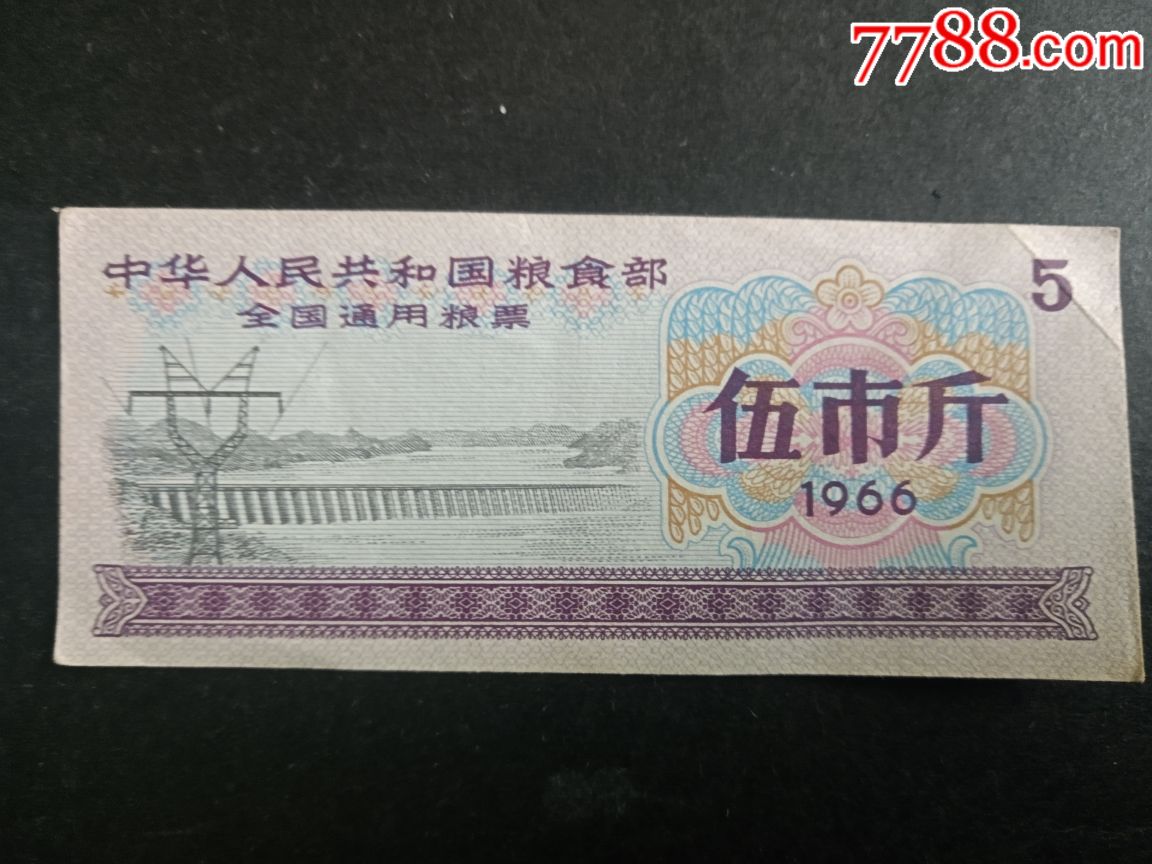 7788.com
中华人民共和国粮食部
全国通用粮票
5
伍市斤
1966